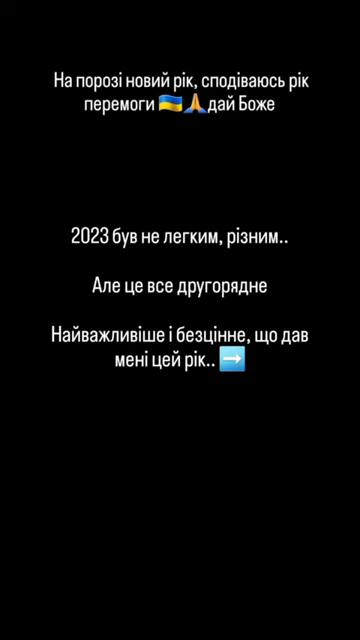 На порозі новий рік, сподіваюсь рік
перемоги 🇺🇦🙏дай Боже
2023 був не легким, різним..
Але це все другорядне
Найважливіше і безцінне, що дав
мені цей рік.. ➡️